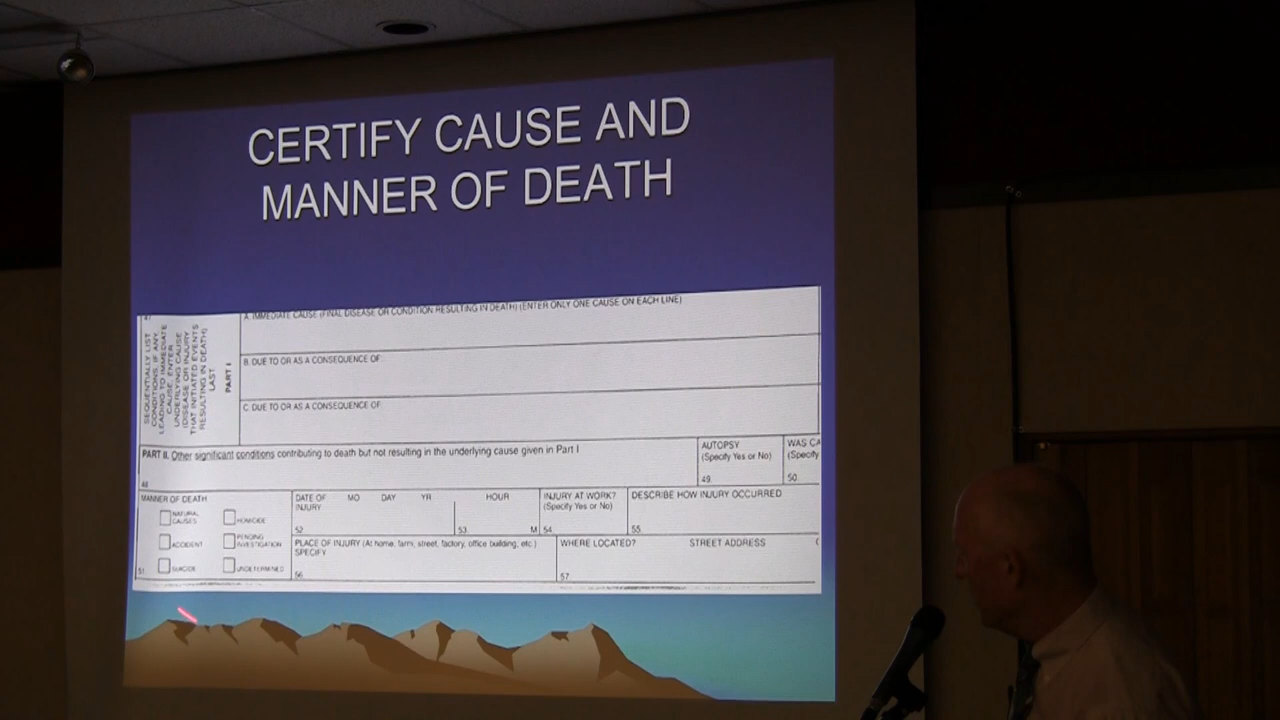 CERTIFY CAUSE AND
MANNER OF DEATH
47
A. IMMEDIATE CAUSE (FINAL DISEASE OR CONDITION RESULTING IN DEATH) (ENTER ONLY ONE CAUSE ON EACH LINE)
SEQUENTIALLY LIST
CONDITIONS, IF ANY,
LEADING TO IMMEDIATE
CAUSE. ENTER
UNDERLYING CAUSE
(DISEASE OR INJURY
THAT INITIATED EVENTS
RESULTING IN DEATH)
LAST
PART I
B. DUE TO OR AS A CONSEQUENCE OF:
C. DUE TO OR AS A CONSEQUENCE OF:
PART II. Other significant conditions contributing to death but not resulting in the underlying cause given in Part I
48
AUTOPSY
(Specify Yes or No)
49.
WAS CA
(Specify
50.
MANNER OF DEATH
NATURAL
CAUSES
HOMICIDE
ACCIDENT
PENDING
INVESTIGATION
51.
SUICIDE
UNDETERMINED
DATE OF MO DAY YR
INJURY
52
HOUR
53. M
INJURY AT WORK?
(Specify Yes or No)
54.
DESCRIBE HOW INJURY OCCURRED
55.
PLACE OF INJURY (At home, farm, street, factory, office building, etc.)
SPECIFY
56.
WHERE LOCATED? STREET ADDRESS
57.